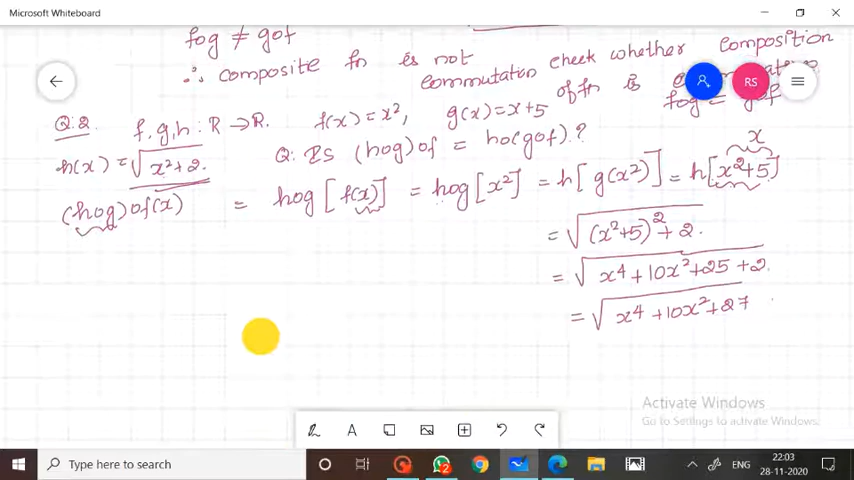 Microsoft Whiteboard
fog ≠ gof
∴ composite fn is not commutation
check whether composition of fn is
fog = gof
RS
Q:2. f,g,h : R → R. f(x) = x², g(x) = x+5
h(x) = √(x²+2).
Q: Is (hog)of = ho(gof)?
x
(hog)of(x) = hog[f(x)] = hog[x²] = h[g(x²)] = h[x²+5]
= √((x²+5)²+2.
= √(x⁴+10x²+25+2.
= √(x⁴+10x²+27
Activate Windows
Go to Settings to activate Windows.
Type here to search
2
ENG
22:03
28-11-2020